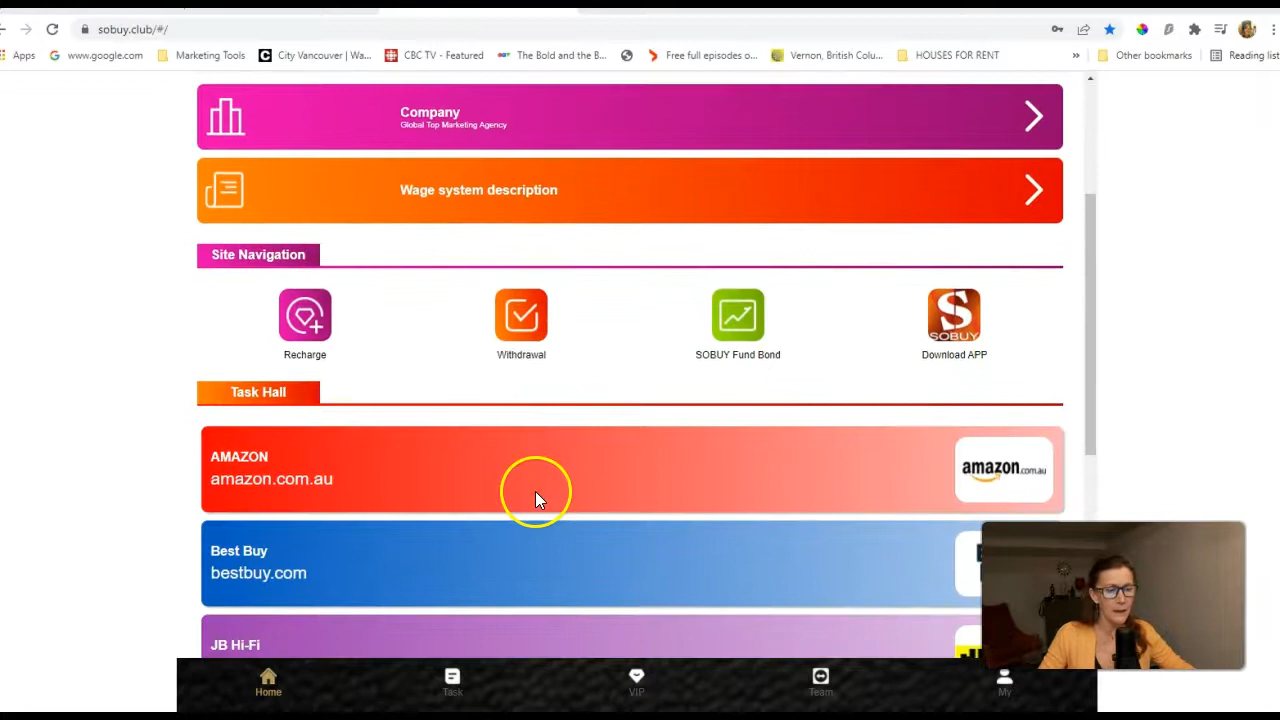 sobuy.club/#/
Apps
www.google.com
Marketing Tools
City Vancouver | Wa...
CBC TV - Featured
The Bold and the B...
Free full episodes o...
Vernon, British Colu...
HOUSES FOR RENT
»
Other bookmarks
Reading list
Company
Global Top Marketing Agency
Wage system description
Site Navigation
SOBUY
Recharge
Withdrawal
SOBUY Fund Bond
Download APP
Task Hall
AMAZON
amazon.com.au
amazon.com.au
Best Buy
bestbuy.com
JB Hi-Fi
Home
Task
VIP
Team
My